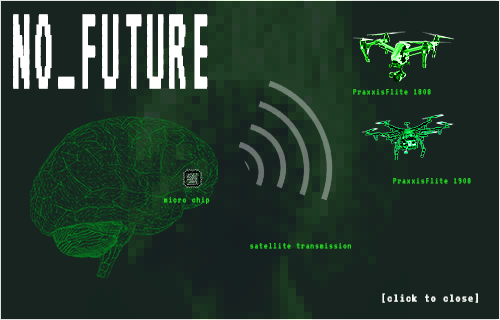 NO_FUTURE
PraxxisFlite 1800
micro chip
PraxxisFlite 1900
satellite transmission
[click to close]